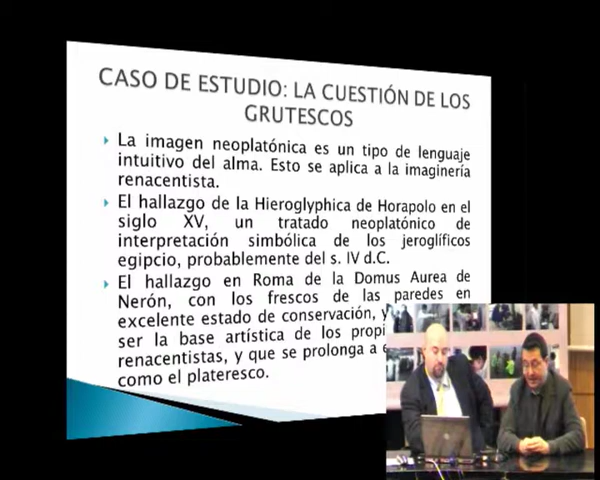 CASO DE ESTUDIO: LA CUESTIÓN DE LOS
GRUTESCOS
La imagen neoplatónica es un tipo de lenguaje
intuitivo del alma. Esto se aplica a la imaginería
renacentista.
El hallazgo de la Hieroglyphica de Horapolo en el
siglo XV, un tratado neoplatónico de
interpretación simbólica de los jeroglíficos
egipcio, probablemente del s. IV d.C.
El hallazgo en Roma de la Domus Aurea de
Nerón, con los frescos de las paredes en
excelente estado de conservación, y
ser la base artística de los propi
renacentistas, y que se prolonga a e
como el plateresco.